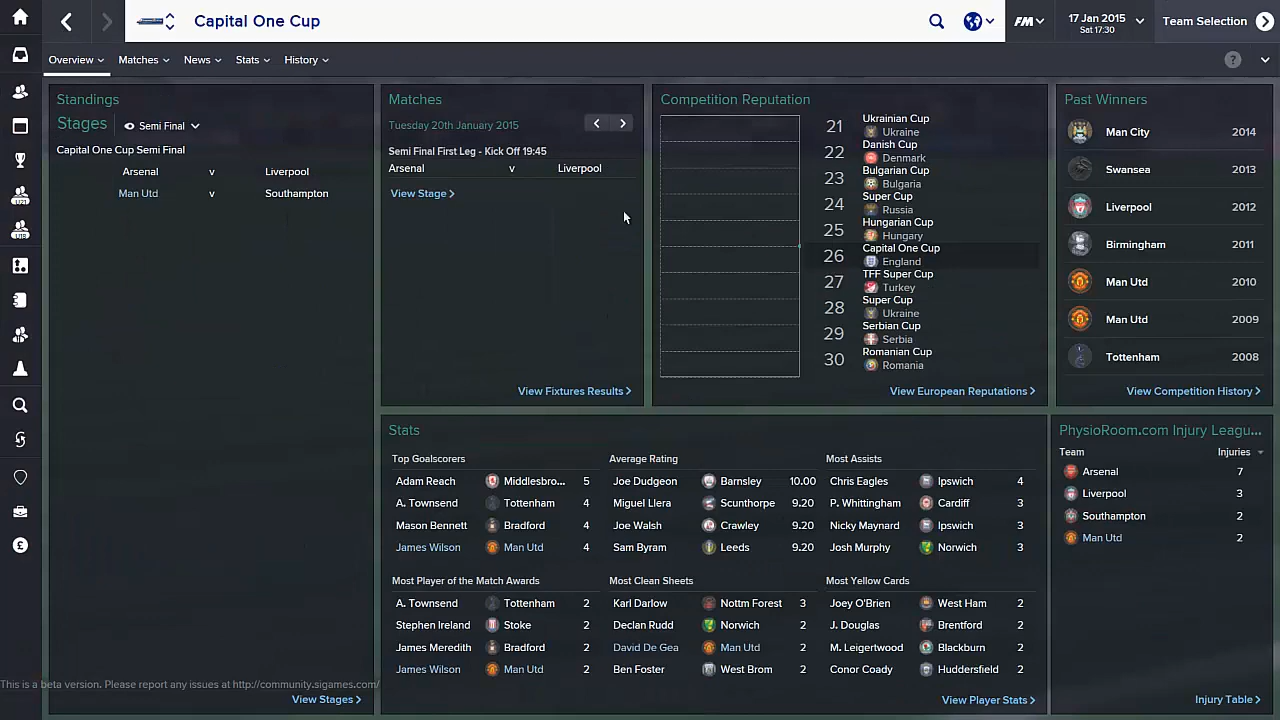 Capital One Cup
FM
17 Jan 2015
Sat 17:30
Team Selection
Overview
Matches
News
Stats
History
?
Standings
Stages
Semi Final
Capital One Cup Semi Final
Arsenal v Liverpool
Man Utd v Southampton
View Stages
Matches
Tuesday 20th January 2015
Semi Final First Leg - Kick Off 19:45
Arsenal v Liverpool
View Stage
View Fixtures Results
Competition Reputation
21 Ukrainian Cup
Ukraine
22 Danish Cup
Denmark
23 Bulgarian Cup
Bulgaria
24 Super Cup
Russia
25 Hungarian Cup
Hungary
26 Capital One Cup
England
27 TFF Super Cup
Turkey
28 Super Cup
Ukraine
29 Serbian Cup
Serbia
30 Romanian Cup
Romania
View European Reputations
Past Winners
Man City 2014
Swansea 2013
Liverpool 2012
Birmingham 2011
Man Utd 2010
Man Utd 2009
Tottenham 2008
View Competition History
Stats
Top Goalscorers
Adam Reach Middlesbro... 5
A. Townsend Tottenham 4
Mason Bennett Bradford 4
James Wilson Man Utd 4
Average Rating
Joe Dudgeon Barnsley 10.00
Miguel Llera Scunthorpe 9.20
Joe Walsh Crawley 9.20
Sam Byram Leeds 9.20
Most Assists
Chris Eagles Ipswich 4
P. Whittingham Cardiff 3
Nicky Maynard Ipswich 3
Josh Murphy Norwich 3
Most Player of the Match Awards
A. Townsend Tottenham 2
Stephen Ireland Stoke 2
James Meredith Bradford 2
James Wilson Man Utd 2
Most Clean Sheets
Karl Darlow Nottm Forest 3
Declan Rudd Norwich 2
David De Gea Man Utd 2
Ben Foster West Brom 2
Most Yellow Cards
Joey O'Brien West Ham 2
J. Douglas Brentford 2
M. Leigertwood Blackburn 2
Conor Coady Huddersfield 2
View Player Stats
PhysioRoom.com Injury Leagu...
Team Injuries
Arsenal 7
Liverpool 3
Southampton 2
Man Utd 2
Injury Table
This is a beta version. Please report any issues at http://community.sigames.com/